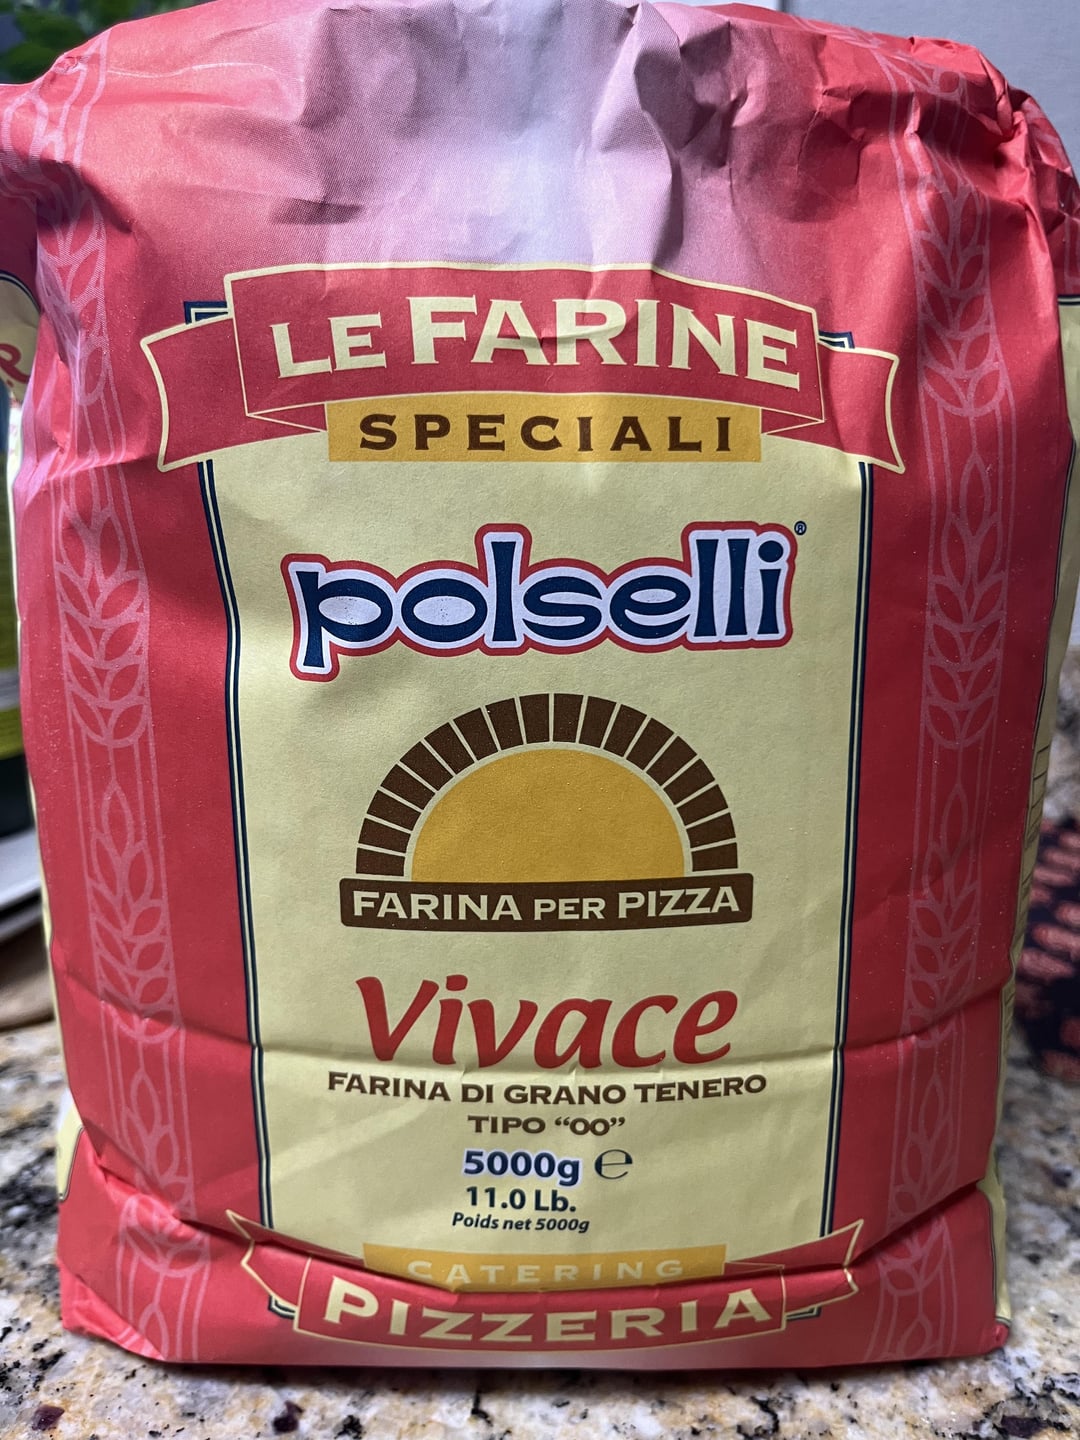 LE FARINE
SPECIALI
polselli®
FARINA PER PIZZA
Vivace
FARINA DI GRANO TENERO
TIPO “00”
5000g ℮
11.0 Lb.
Poids net 5000g
CATERING
PIZZERIA